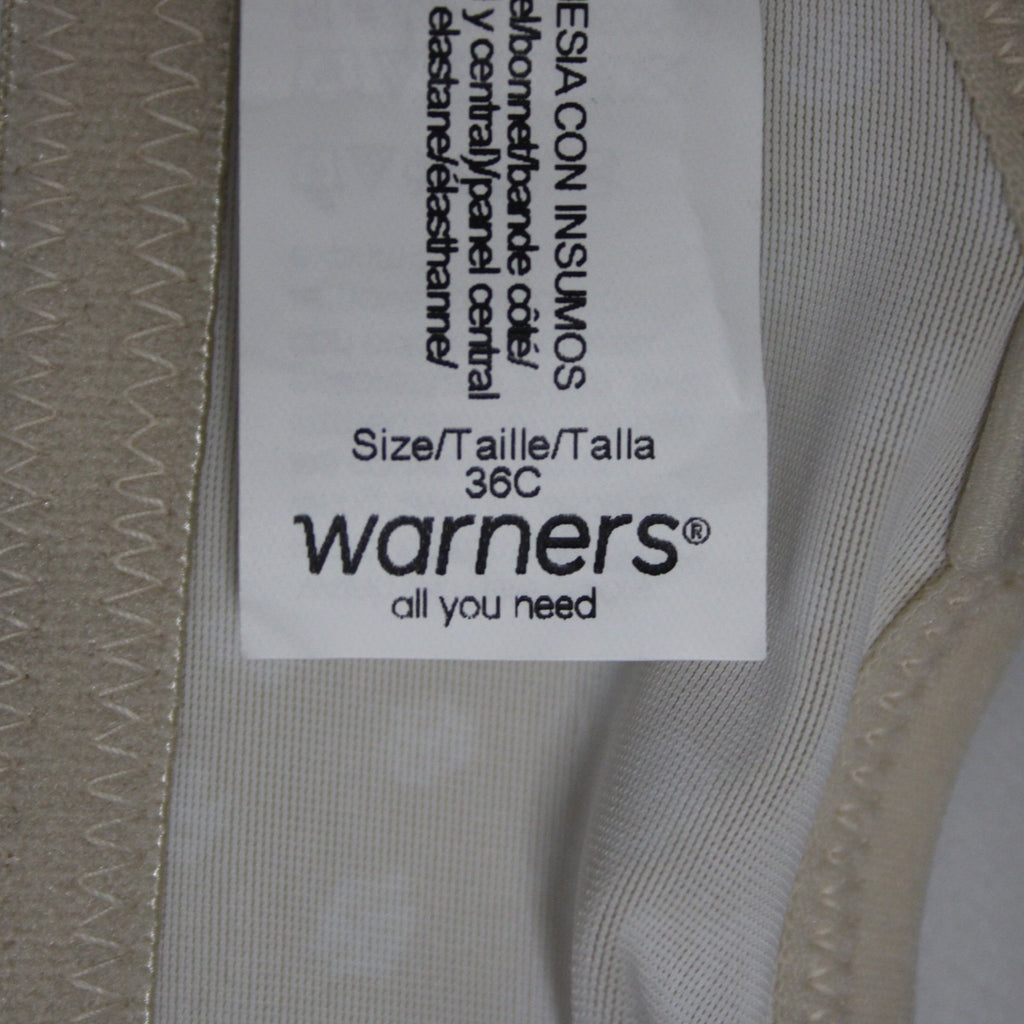 ESIA CON INSUMOS
el/bonnet/bande côté/
y central)/panel central
elastane/élasthanne/
Size/Taille/Talla
36C
warners®
all you need